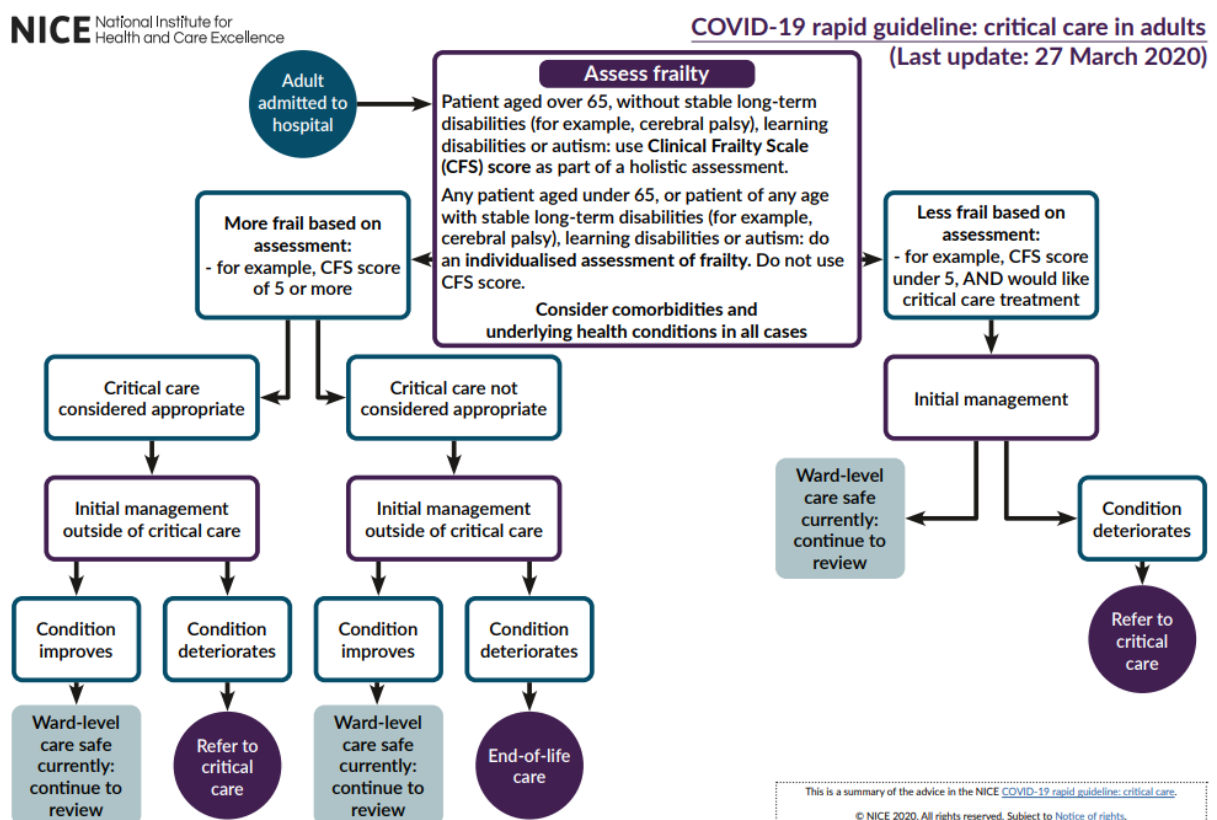 NICE National Institute for
Health and Care Excellence
COVID-19 rapid guideline: critical care in adults
(Last update: 27 March 2020)
Adult
admitted to
hospital
Assess frailty
Patient aged over 65, without stable long-term
disabilities (for example, cerebral palsy), learning
disabilities or autism: use Clinical Frailty Scale
(CFS) score as part of a holistic assessment.
Any patient aged under 65, or patient of any age
with stable long-term disabilities (for example,
cerebral palsy), learning disabilities or autism: do
an individualised assessment of frailty. Do not use
CFS score.
Consider comorbidities and
underlying health conditions in all cases
More frail based on
assessment:
- for example, CFS score
of 5 or more
Less frail based on
assessment:
- for example, CFS score
under 5, AND would like
critical care treatment
Critical care
considered appropriate
Critical care not
considered appropriate
Initial management
Initial management
outside of critical care
Initial management
outside of critical care
Ward-level
care safe
currently:
continue to
review
Condition
deteriorates
Condition
improves
Condition
deteriorates
Condition
improves
Condition
deteriorates
Refer to
critical
care
Ward-level
care safe
currently:
continue to
review
Refer to
critical
care
Ward-level
care safe
currently:
continue to
review
End-of-life
care
This is a summary of the advice in the NICE COVID-19 rapid guideline: critical care.
© NICE 2020. All rights reserved. Subject to Notice of rights.